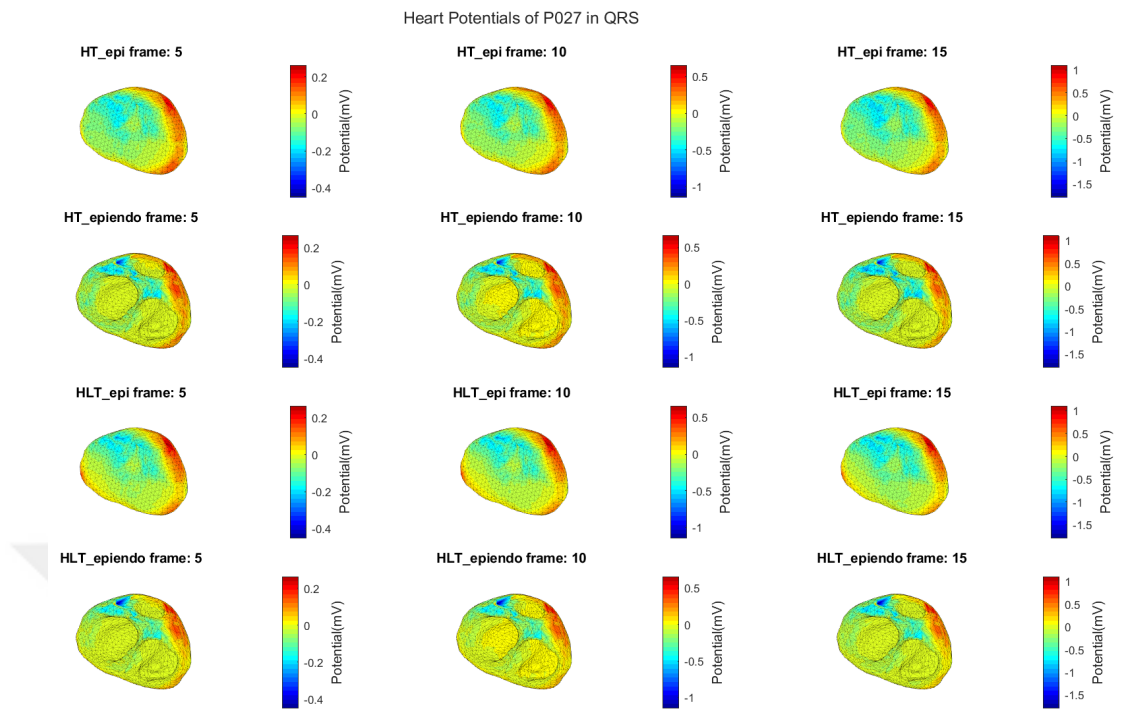 Heart Potentials of P027 in QRS
HT_epi frame: 5
HT_epi frame: 10
HT_epi frame: 15
0.2
0
-0.2
-0.4
Potential(mV)
0.5
0
-0.5
-1
Potential(mV)
1
0.5
0
-0.5
-1
-1.5
Potential(mV)
HT_epiendo frame: 5
HT_epiendo frame: 10
HT_epiendo frame: 15
0.2
0
-0.2
-0.4
Potential(mV)
0.5
0
-0.5
-1
Potential(mV)
1
0.5
0
-0.5
-1
-1.5
Potential(mV)
HLT_epi frame: 5
HLT_epi frame: 10
HLT_epi frame: 15
0.2
0
-0.2
-0.4
Potential(mV)
0.5
0
-0.5
-1
Potential(mV)
1
0.5
0
-0.5
-1
-1.5
Potential(mV)
HLT_epiendo frame: 5
HLT_epiendo frame: 10
HLT_epiendo frame: 15
0.2
0
-0.2
-0.4
Potential(mV)
0.5
0
-0.5
-1
Potential(mV)
1
0.5
0
-0.5
-1
-1.5
Potential(mV)